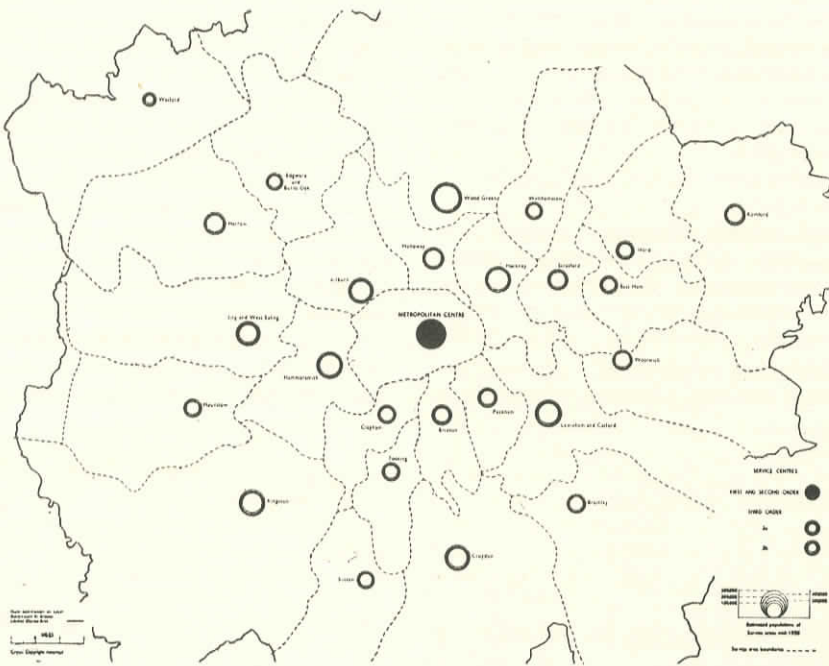 Watford
Edgware
and
Burnt Oak
Wood Green
Walthamstow
Romford
Harrow
Holloway
Ilford
Hackney
Stratford
East Ham
Kilburn
METROPOLITAN CENTRE
Ealing and West Ealing
Woolwich
Hammersmith
Hounslow
Peckham
Clapham
Brixton
Lewisham and Catford
Tooting
SERVICE CENTRES
FIRST AND SECOND ORDER
Kingston
Bromley
THIRD ORDER
3a
3b
Croydon
Sutton
Estimated populations of
Service areas mid-1950
MILES
Crown Copyright reserved
Service area boundaries